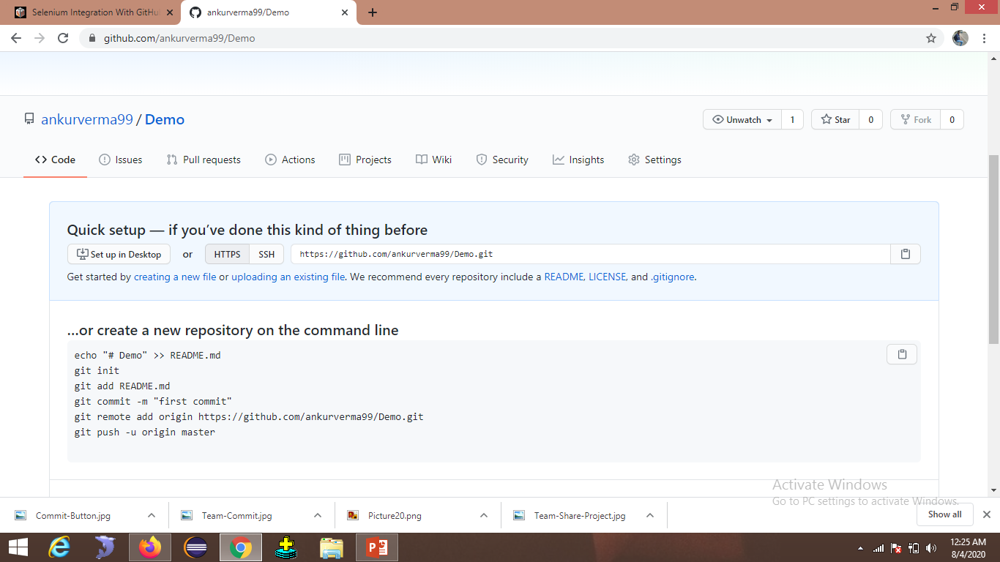 Selenium Integration With GitHu
ankurverma99/Demo
github.com/ankurverma99/Demo
ankurverma99 / Demo
Unwatch 1
Star 0
Fork 0
Code
Issues
Pull requests
Actions
Projects
Wiki
Security
Insights
Settings
Quick setup — if you’ve done this kind of thing before
Set up in Desktop or HTTPS SSH https://github.com/ankurverma99/Demo.git
Get started by creating a new file or uploading an existing file. We recommend every repository include a README, LICENSE, and .gitignore.
…or create a new repository on the command line
echo "# Demo" >> README.md
git init
git add README.md
git commit -m "first commit"
git remote add origin https://github.com/ankurverma99/Demo.git
git push -u origin master
Activate Windows
Go to PC settings to activate Windows.
Commit-Button.jpg
Team-Commit.jpg
Picture20.png
Team-Share-Project.jpg
Show all
12:25 AM
8/4/2020